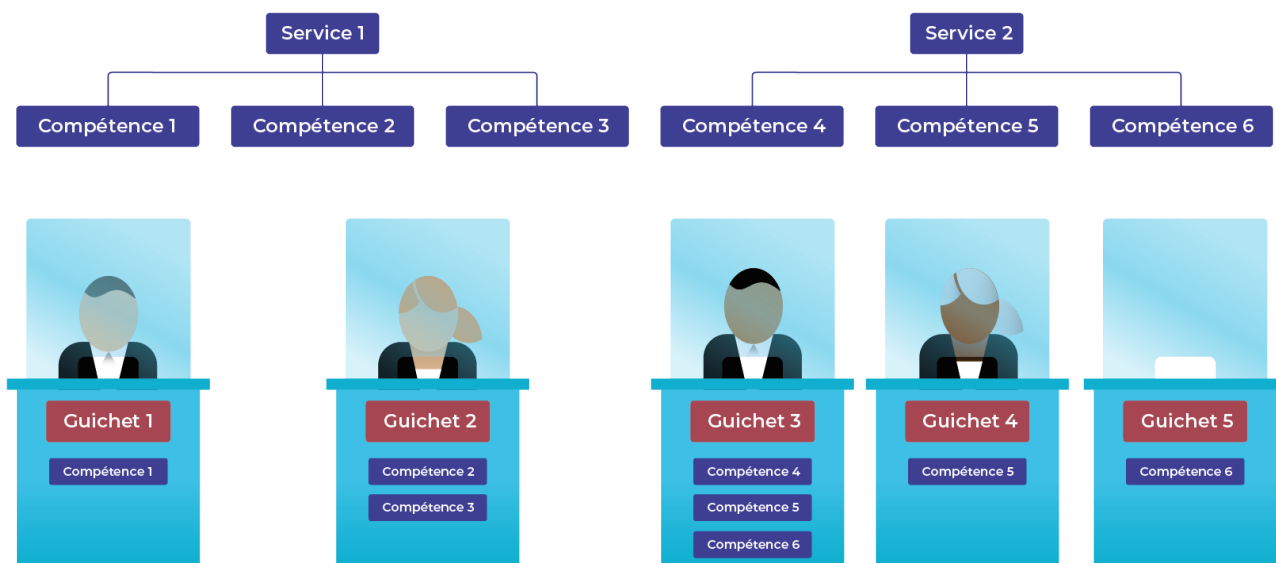 Service 1
Service 2
Compétence 1
Compétence 2
Compétence 3
Compétence 4
Compétence 5
Compétence 6
Guichet 1
Guichet 2
Guichet 3
Guichet 4
Guichet 5
Compétence 1
Compétence 2
Compétence 4
Compétence 5
Compétence 6
Compétence 3
Compétence 5
Compétence 6